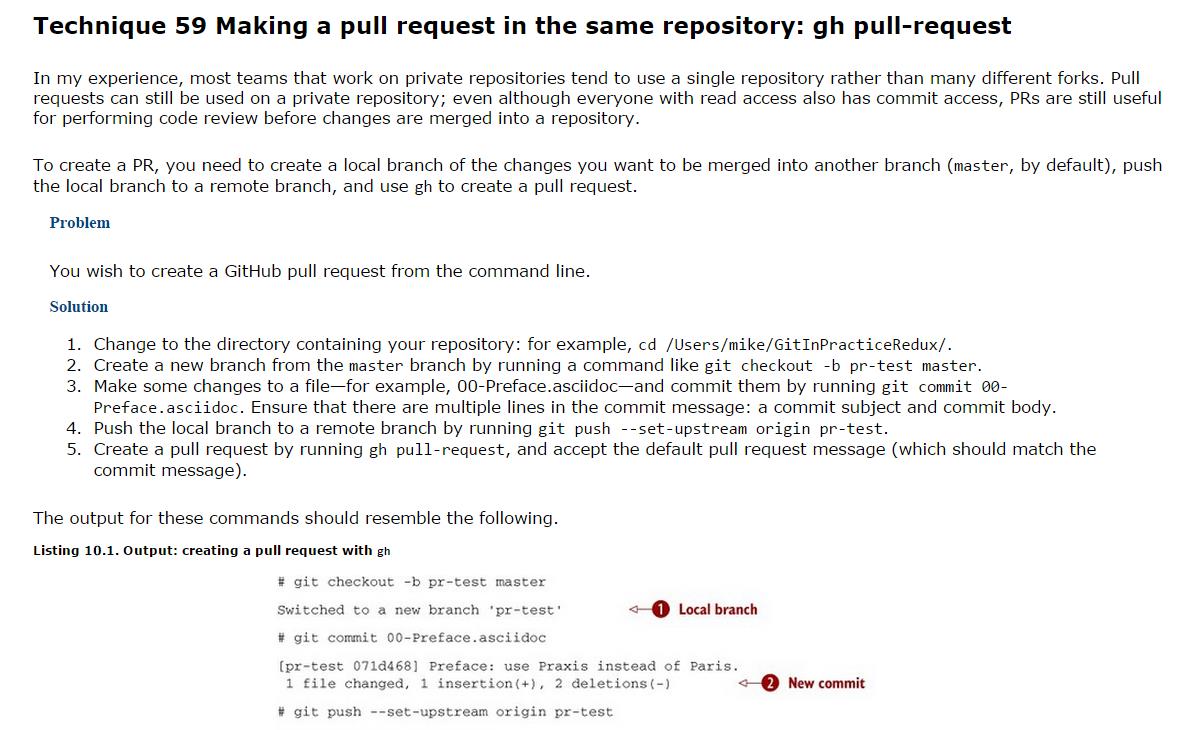 Technique 59 Making a pull request in the same repository: gh pull-request
In my experience, most teams that work on private repositories tend to use a single repository rather than many different forks. Pull
requests can still be used on a private repository; even although everyone with read access also has commit access, PRs are still useful
for performing code review before changes are merged into a repository.
To create a PR, you need to create a local branch of the changes you want to be merged into another branch (master, by default), push
the local branch to a remote branch, and use gh to create a pull request.
Problem
You wish to create a GitHub pull request from the command line.
Solution
1. Change to the directory containing your repository: for example, cd /Users/mike/GitInPracticeRedux/.
2. Create a new branch from the master branch by running a command like git checkout -b pr-test master.
3. Make some changes to a file—for example, 00-Preface.asciidoc—and commit them by running git commit 00-
Preface.asciidoc. Ensure that there are multiple lines in the commit message: a commit subject and commit body.
4. Push the local branch to a remote branch by running git push --set-upstream origin pr-test.
5. Create a pull request by running gh pull-request, and accept the default pull request message (which should match the
commit message).
The output for these commands should resemble the following.
Listing 10.1. Output: creating a pull request with gh
# git checkout -b pr-test master
Switched to a new branch 'pr-test' 1 Local branch
# git commit 00-Preface.asciidoc
[pr-test 071d468] Preface: use Praxis instead of Paris.
1 file changed, 1 insertion(+), 2 deletions(-) 2 New commit
# git push --set-upstream origin pr-test